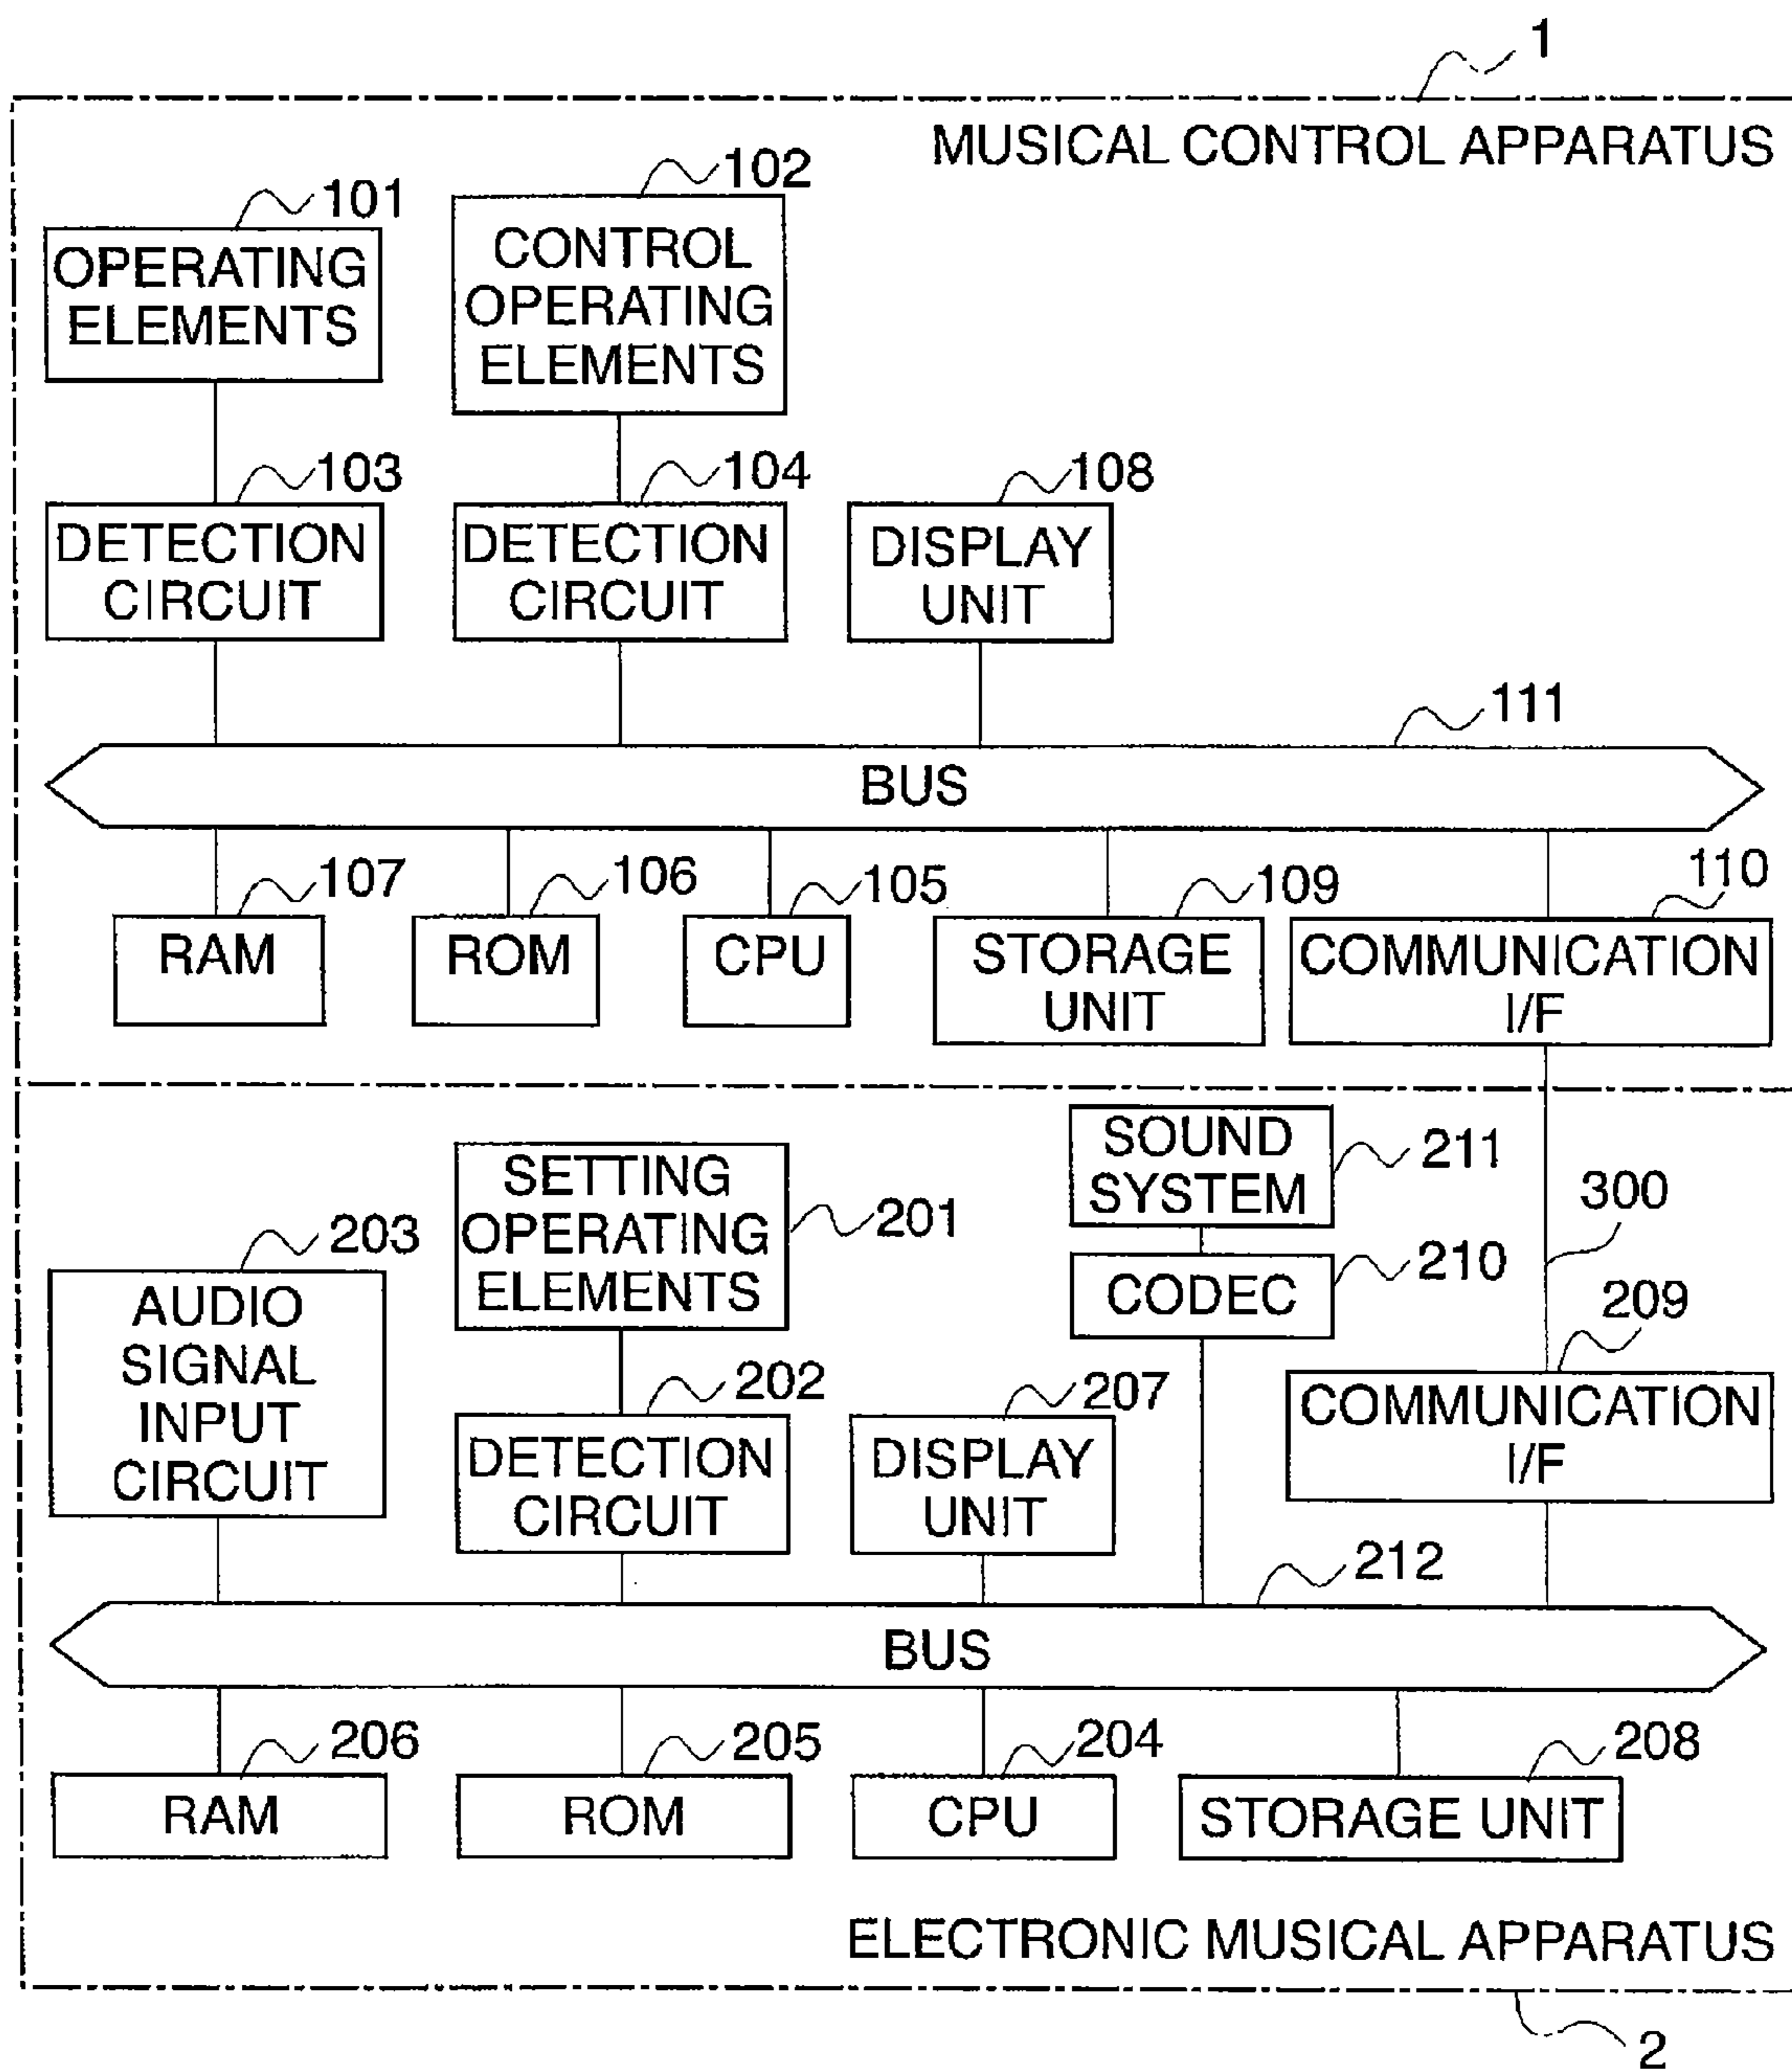 1
MUSICAL CONTROL APPARATUS
101
OPERATING
ELEMENTS
102
CONTROL
OPERATING
ELEMENTS
103
DETECTION
CIRCUIT
104
DETECTION
CIRCUIT
108
DISPLAY
UNIT
111
BUS
107
RAM
106
ROM
105
CPU
109
STORAGE
UNIT
110
COMMUNICATION
I/F
203
AUDIO
SIGNAL
INPUT
CIRCUIT
SETTING
OPERATING
ELEMENTS
201
202
DETECTION
CIRCUIT
207
DISPLAY
UNIT
SOUND
SYSTEM
211
CODEC
210
300
209
COMMUNICATION
I/F
212
BUS
206
RAM
205
ROM
204
CPU
208
STORAGE UNIT
ELECTRONIC MUSICAL APPARATUS
2